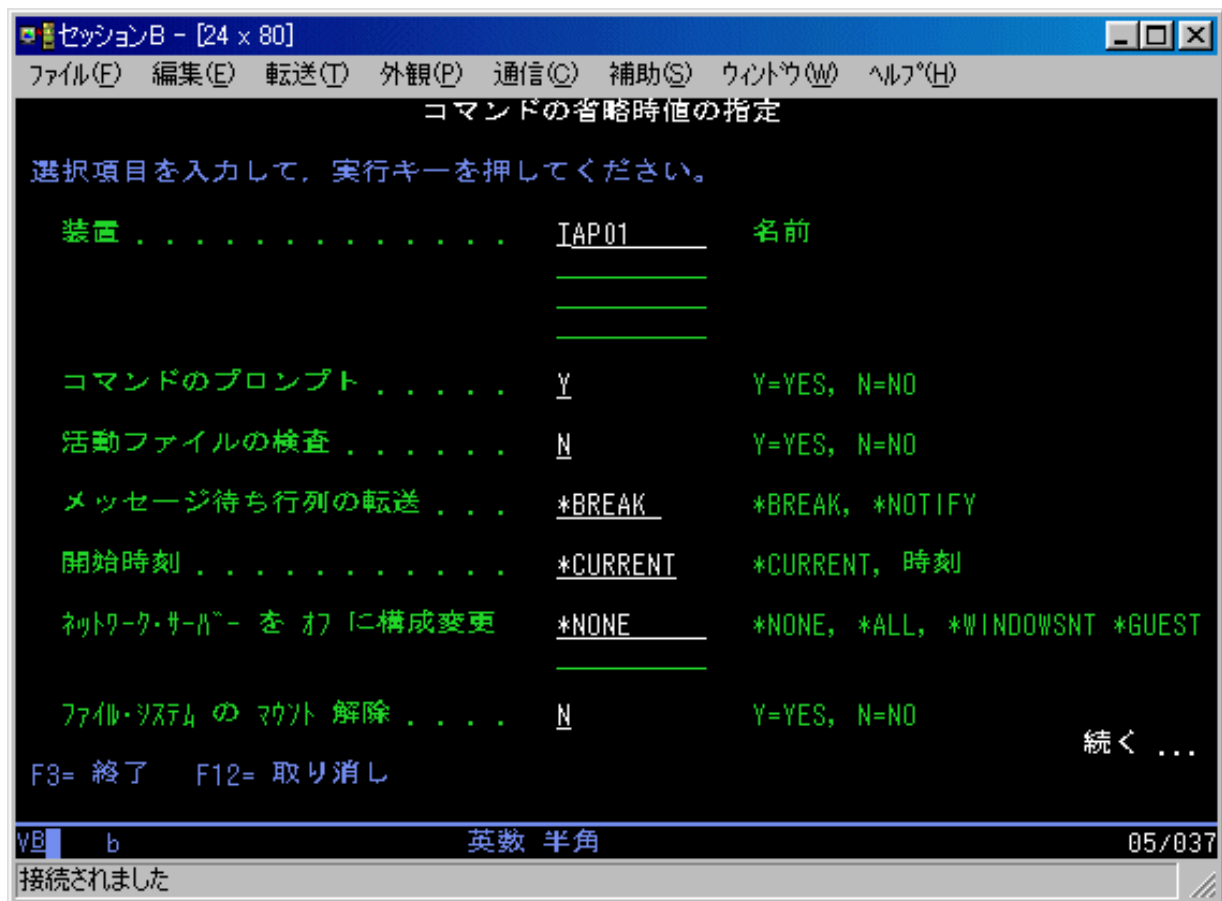 セッションB - [24 x 80]
ファイル(F) 編集(E) 転送(T) 外観(P) 通信(C) 補助(S) ウィンドウ(W) ヘルプ(H)
コマンドの省略時値の指定
選択項目を入力して, 実行キーを押してください。
装置 . . . . . . . . . . . . . TAP01 名前
コマンドのプロンプト . . . . . Y Y=YES, N=NO
活動ファイルの検査 . . . . . . N Y=YES, N=NO
メッセージ待ち行列の転送 . . . *BREAK *BREAK, *NOTIFY
開始時刻 . . . . . . . . . . . *CURRENT *CURRENT, 時刻
ネットワーク・サーバー を オフ に構成変更 *NONE *NONE, *ALL, *WINDOWSNT *GUEST
ファイル・システム の マウント 解除 . . . . N Y=YES, N=NO
続く ...
F3= 終了 F12= 取り消し
VB b 英数 半角 05/037
接続されました